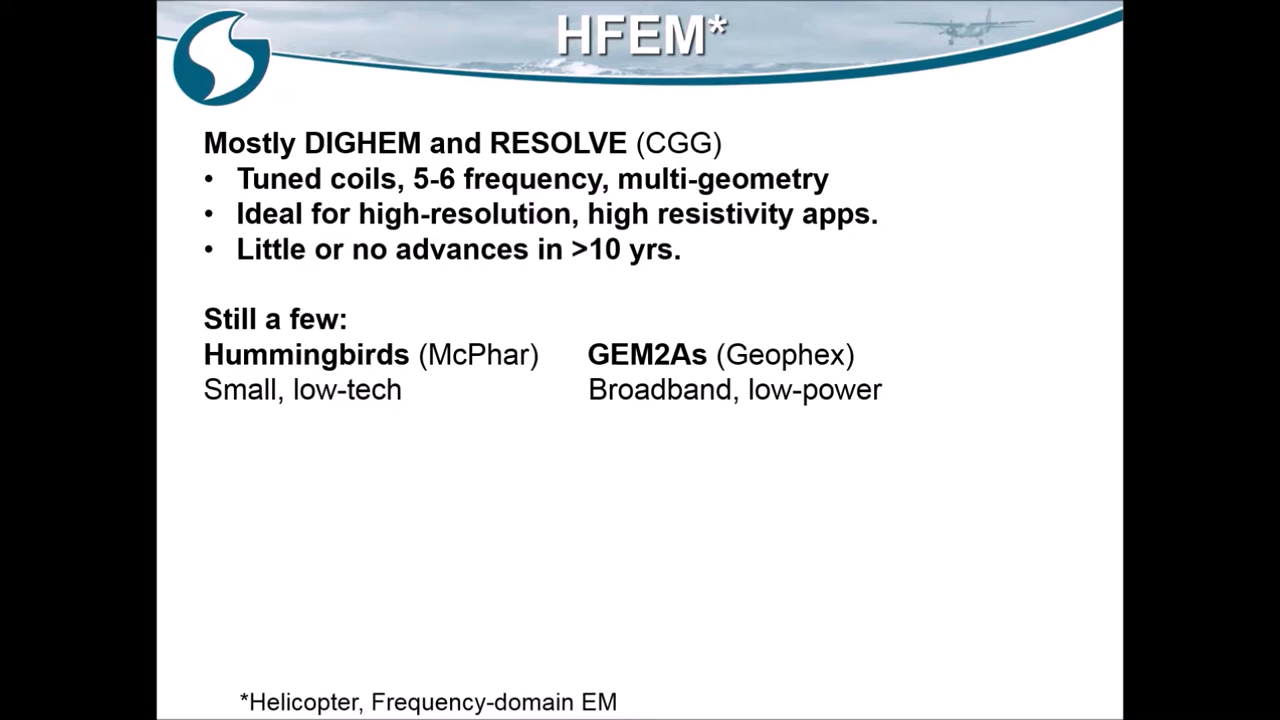 HFEM*
Mostly DIGHEM and RESOLVE (CGG)
• Tuned coils, 5-6 frequency, multi-geometry
• Ideal for high-resolution, high resistivity apps.
• Little or no advances in >10 yrs.
Still a few:
Hummingbirds (McPhar) GEM2As (Geophex)
Small, low-tech Broadband, low-power
*Helicopter, Frequency-domain EM